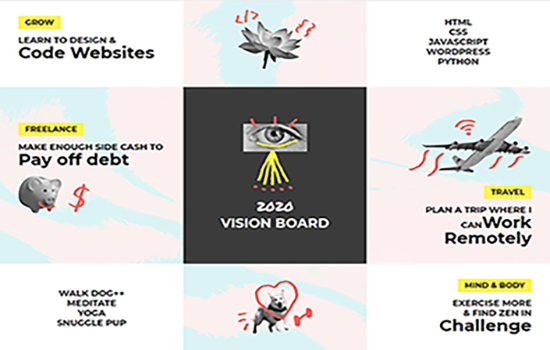 GROW
LEARN TO DESIGN &
Code Websites
</>
{}
HTML
CSS
JAVASCRIPT
WORDPRESS
PYTHON
FREELANCE
MAKE ENOUGH SIDE CASH TO
Pay off debt
$
2020
VISION BOARD
TRAVEL
PLAN A TRIP WHERE I
CAN Work
Remotely
WALK DOG++
MEDITATE
YOGA
SNUGGLE PUP
MIND & BODY
EXERCISE MORE
& FIND ZEN IN
Challenge